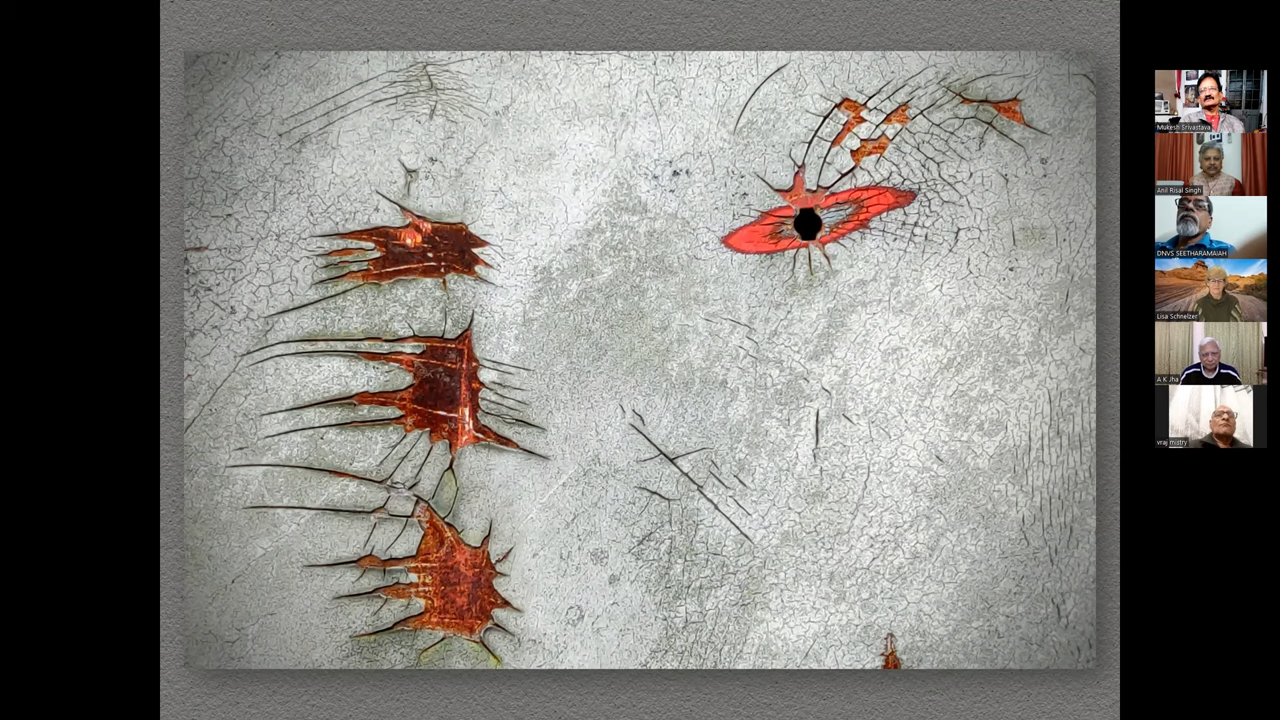 Mukesh Srivastava
Anil Risal Singh
DNVS SEETHARAMAIAH
Lisa Schnelzer
A K Jha
vraj mistry